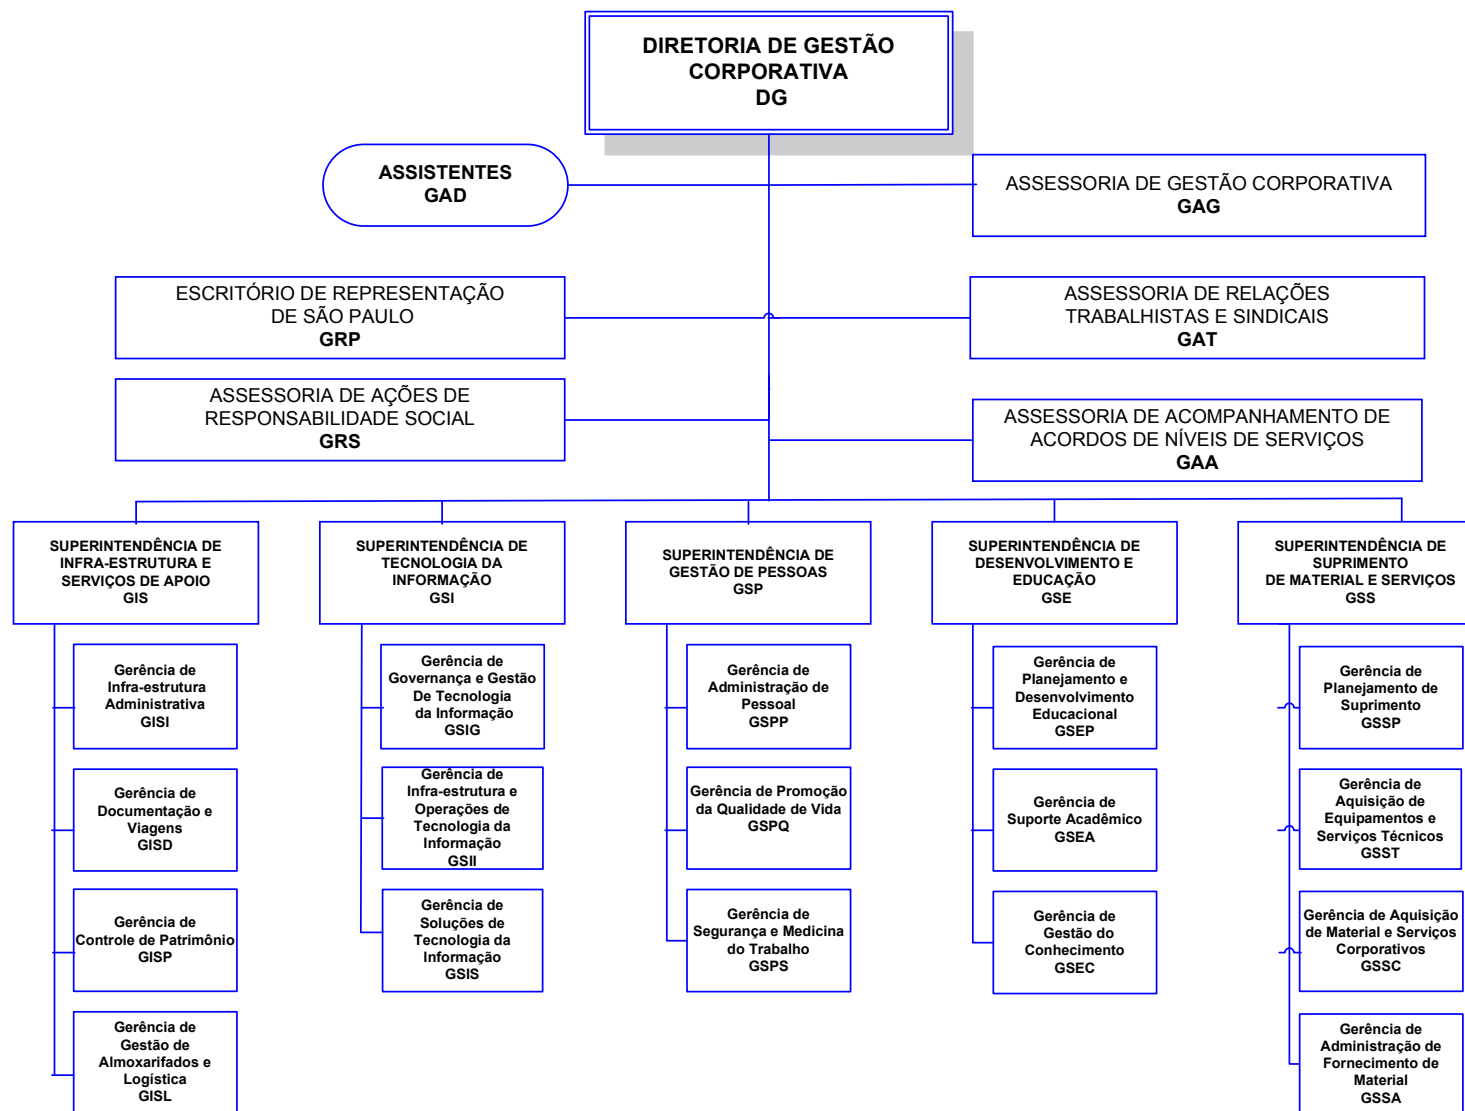 DIRETORIA DE GESTÃO
CORPORATIVA
DG
ASSISTENTES
GAD
ASSESSORIA DE GESTÃO CORPORATIVA
GAG
ESCRITÓRIO DE REPRESENTAÇÃO
DE SÃO PAULO
GRP
ASSESSORIA DE RELAÇÕES
TRABALHISTAS E SINDICAIS
GAT
ASSESSORIA DE AÇÕES DE
RESPONSABILIDADE SOCIAL
GRS
ASSESSORIA DE ACOMPANHAMENTO DE
ACORDOS DE NÍVEIS DE SERVIÇOS
GAA
SUPERINTENDÊNCIA DE
INFRA-ESTRUTURA E
SERVIÇOS DE APOIO
GIS
SUPERINTENDÊNCIA DE
TECNOLOGIA DA
INFORMAÇÃO
GSI
SUPERINTENDÊNCIA DE
GESTÃO DE PESSOAS
GSP
SUPERINTENDÊNCIA DE
DESENVOLVIMENTO E
EDUCAÇÃO
GSE
SUPERINTENDÊNCIA DE
SUPRIMENTO
DE MATERIAL E SERVIÇOS
GSS
Gerência de
Infra-estrutura
Administrativa
GISI
Gerência de
Documentação e
Viagens
GISD
Gerência de
Controle de Patrimônio
GISP
Gerência de
Gestão de
Almoxarifados e
Logística
GISL
Gerência de
Governança e Gestão
De Tecnologia
da Informação
GSIG
Gerência de
Infra-estrutura e
Operações de
Tecnologia da
Informação
GSII
Gerência de
Soluções de
Tecnologia da
Informação
GSIS
Gerência de
Administração de
Pessoal
GSPP
Gerência de Promoção
da Qualidade de Vida
GSPQ
Gerência de
Segurança e Medicina
do Trabalho
GSPS
Gerência de
Planejamento e
Desenvolvimento
Educacional
GSEP
Gerência de
Suporte Acadêmico
GSEA
Gerência de
Gestão do
Conhecimento
GSEC
Gerência de
Planejamento de
Suprimento
GSSP
Gerência de
Aquisição de
Equipamentos e
Serviços Técnicos
GSST
Gerência de Aquisição
de Material e Serviços
Corporativos
GSSC
Gerência de
Administração de
Fornecimento de
Material
GSSA